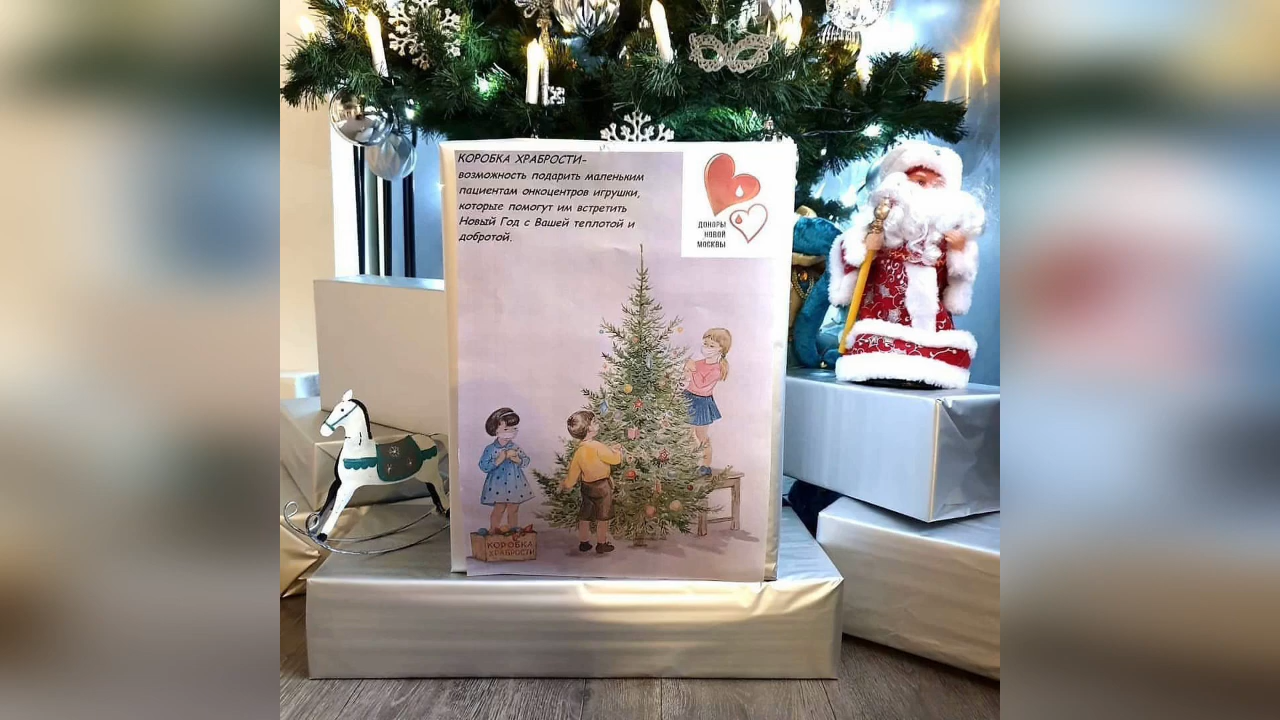 КОРОБКА ХРАБРОСТИ-
возможность подарить маленьким
пациентам онкоцентров игрушки,
которые помогут им встретить
Новый Год с Вашей теплотой и
добротой.
ДОНОРЫ
НОВОЙ
МОСКВЫ
КОРОБКА
ХРАБРОСТИ